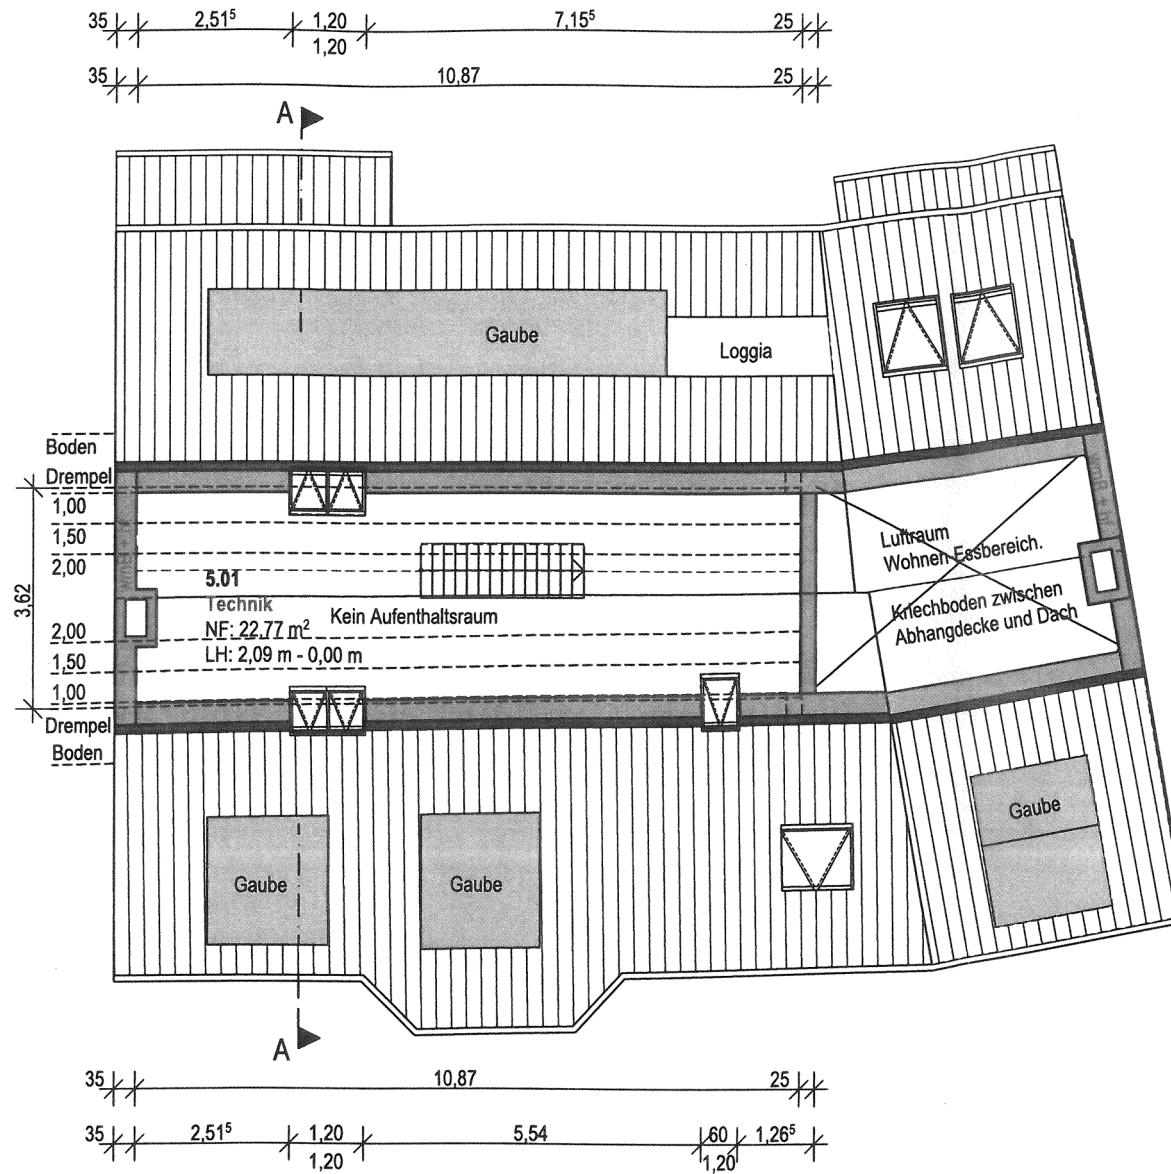 35 2,51⁵ 1,20 7,15⁵ 25
1,20
35 10,87 25
A
Gaube
Loggia
Boden
Drempel
1,00
1,50
2,00
3,62
2,00
1,50
1,00
Drempel
Boden
5.01
Technik
NF: 22,77 m²
LH: 2,09 m - 0,00 m
Kein Aufenthaltsraum
Luftraum
Wohnen Essbereich.
Kriechboden zwischen
Abhangdecke und Dach
Gaube
Gaube
Gaube
A
35 10,87 25
35 2,51⁵ 1,20 5,54 60 1,26⁵
1,20 1,20